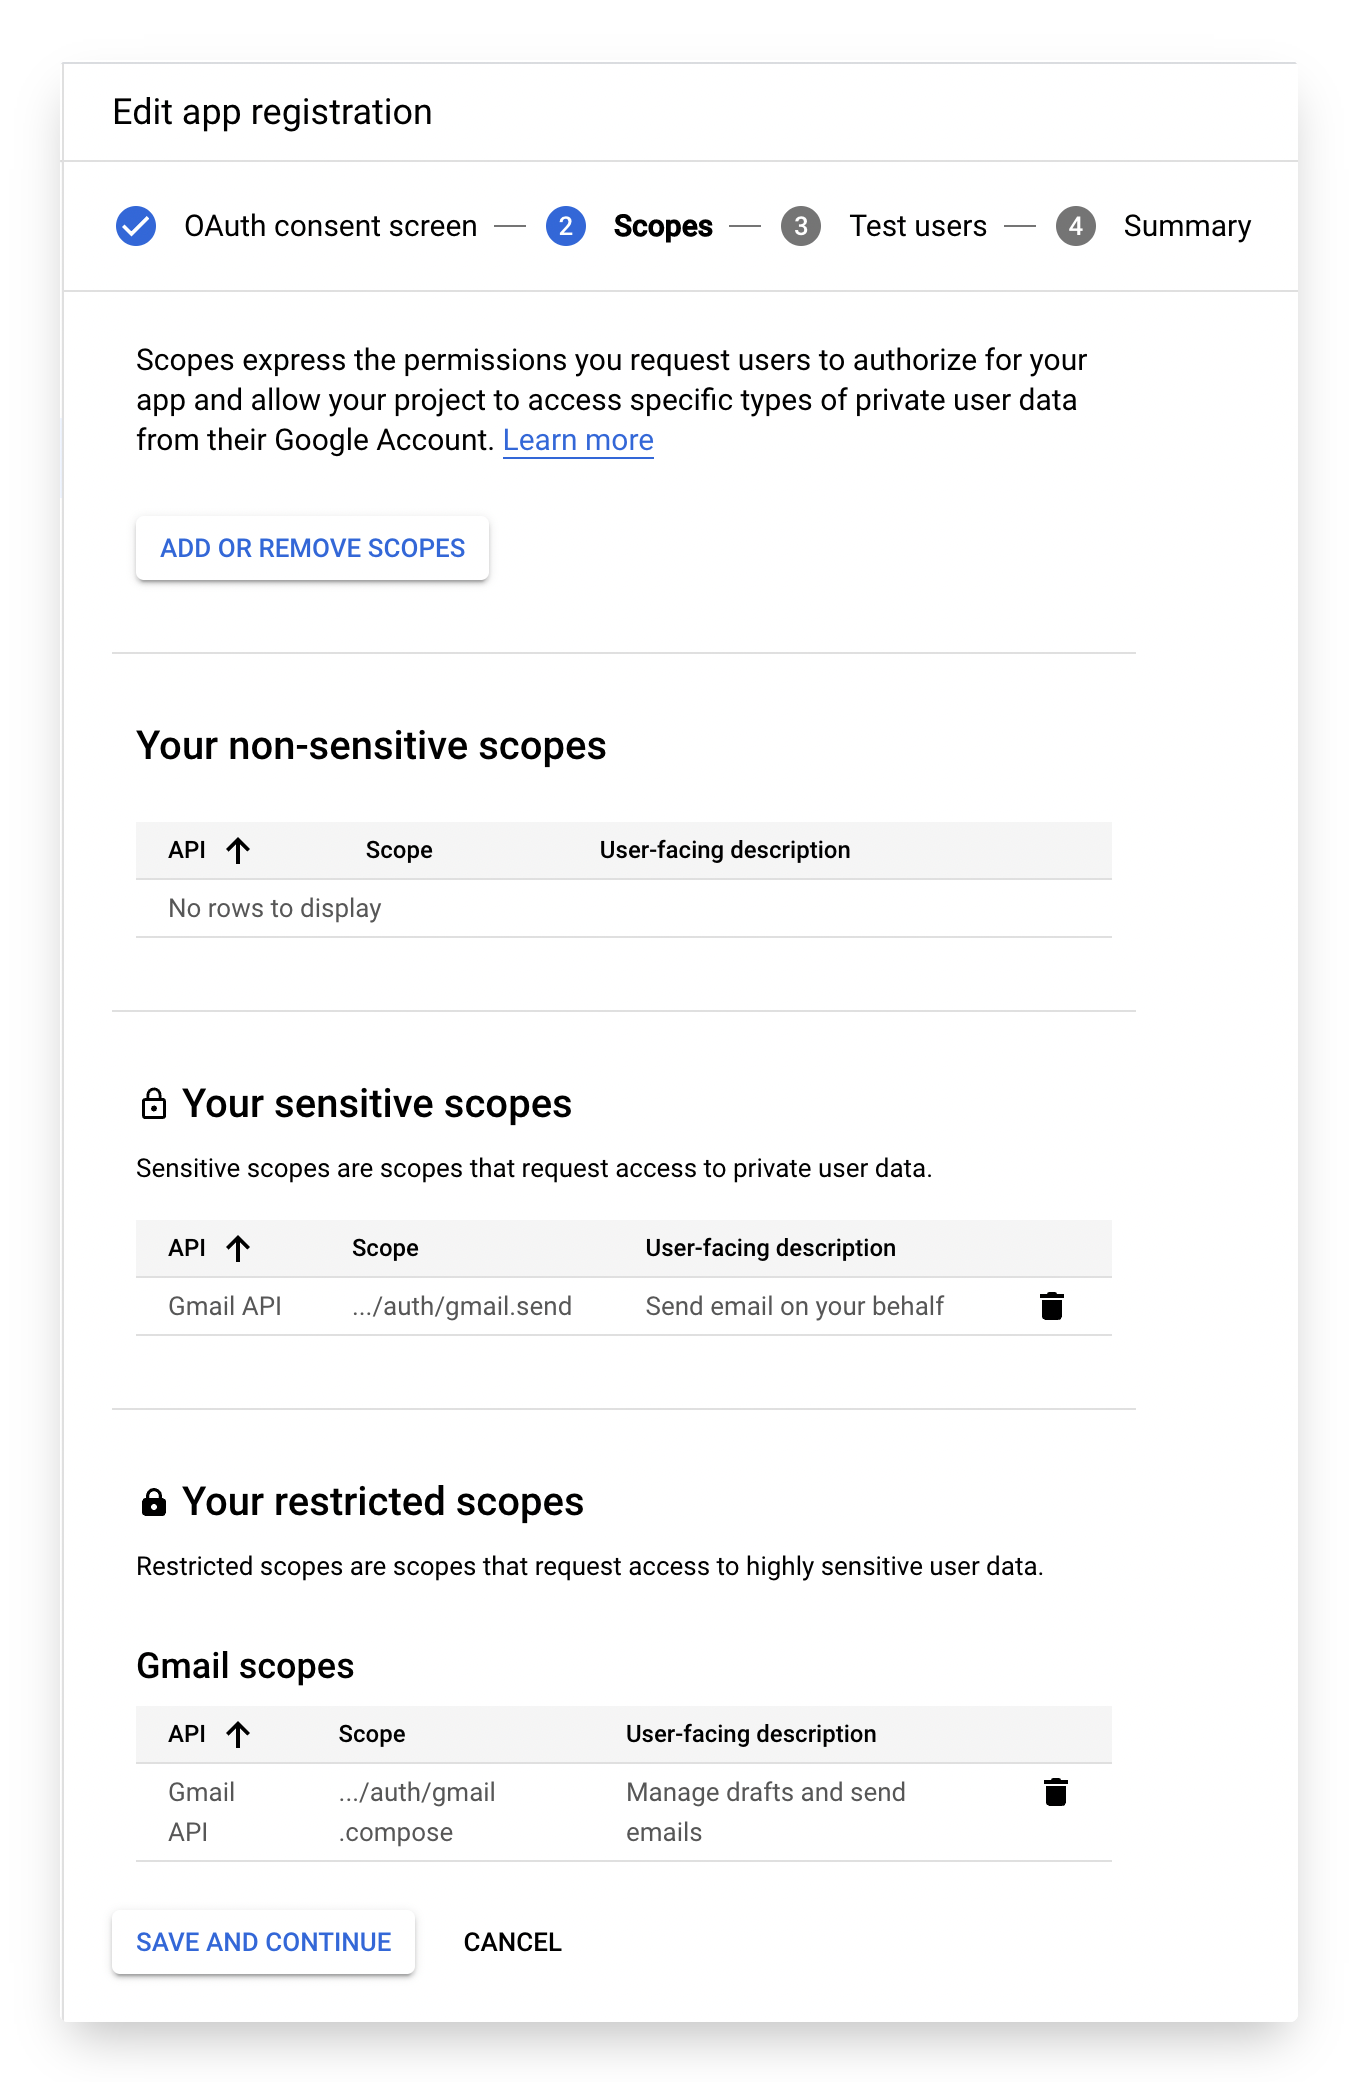 Edit app registration
OAuth consent screen — 2 Scopes — 3 Test users — 4 Summary
Scopes express the permissions you request users to authorize for your
app and allow your project to access specific types of private user data
from their Google Account. Learn more
ADD OR REMOVE SCOPES
Your non-sensitive scopes
API Scope User-facing description
No rows to display
Your sensitive scopes
Sensitive scopes are scopes that request access to private user data.
API Scope User-facing description
Gmail API .../auth/gmail.send Send email on your behalf
Your restricted scopes
Restricted scopes are scopes that request access to highly sensitive user data.
Gmail scopes
API Scope User-facing description
Gmail .../auth/gmail Manage drafts and send
API .compose emails
SAVE AND CONTINUE CANCEL